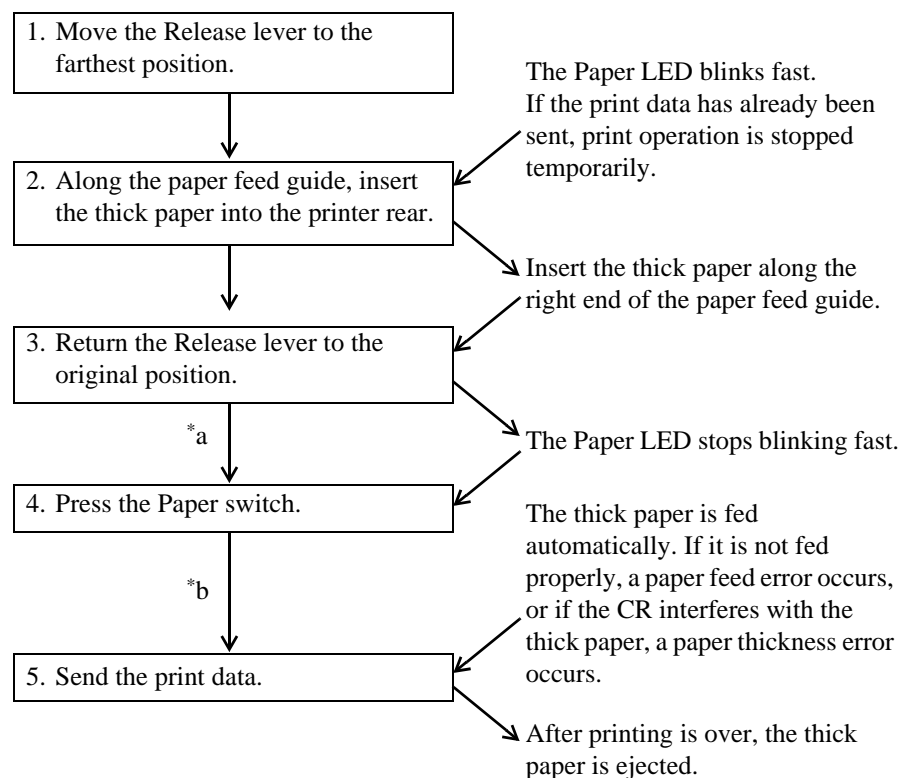 1. Move the Release lever to the
farthest position.
The Paper LED blinks fast.
If the print data has already been
sent, print operation is stopped
temporarily.
2. Along the paper feed guide, insert
the thick paper into the printer rear.
Insert the thick paper along the
right end of the paper feed guide.
3. Return the Release lever to the
original position.
*a
The Paper LED stops blinking fast.
4. Press the Paper switch.
The thick paper is fed
automatically. If it is not fed
properly, a paper feed error occurs,
or if the CR interferes with the
thick paper, a paper thickness error
occurs.
*b
5. Send the print data.
After printing is over, the thick
paper is ejected.